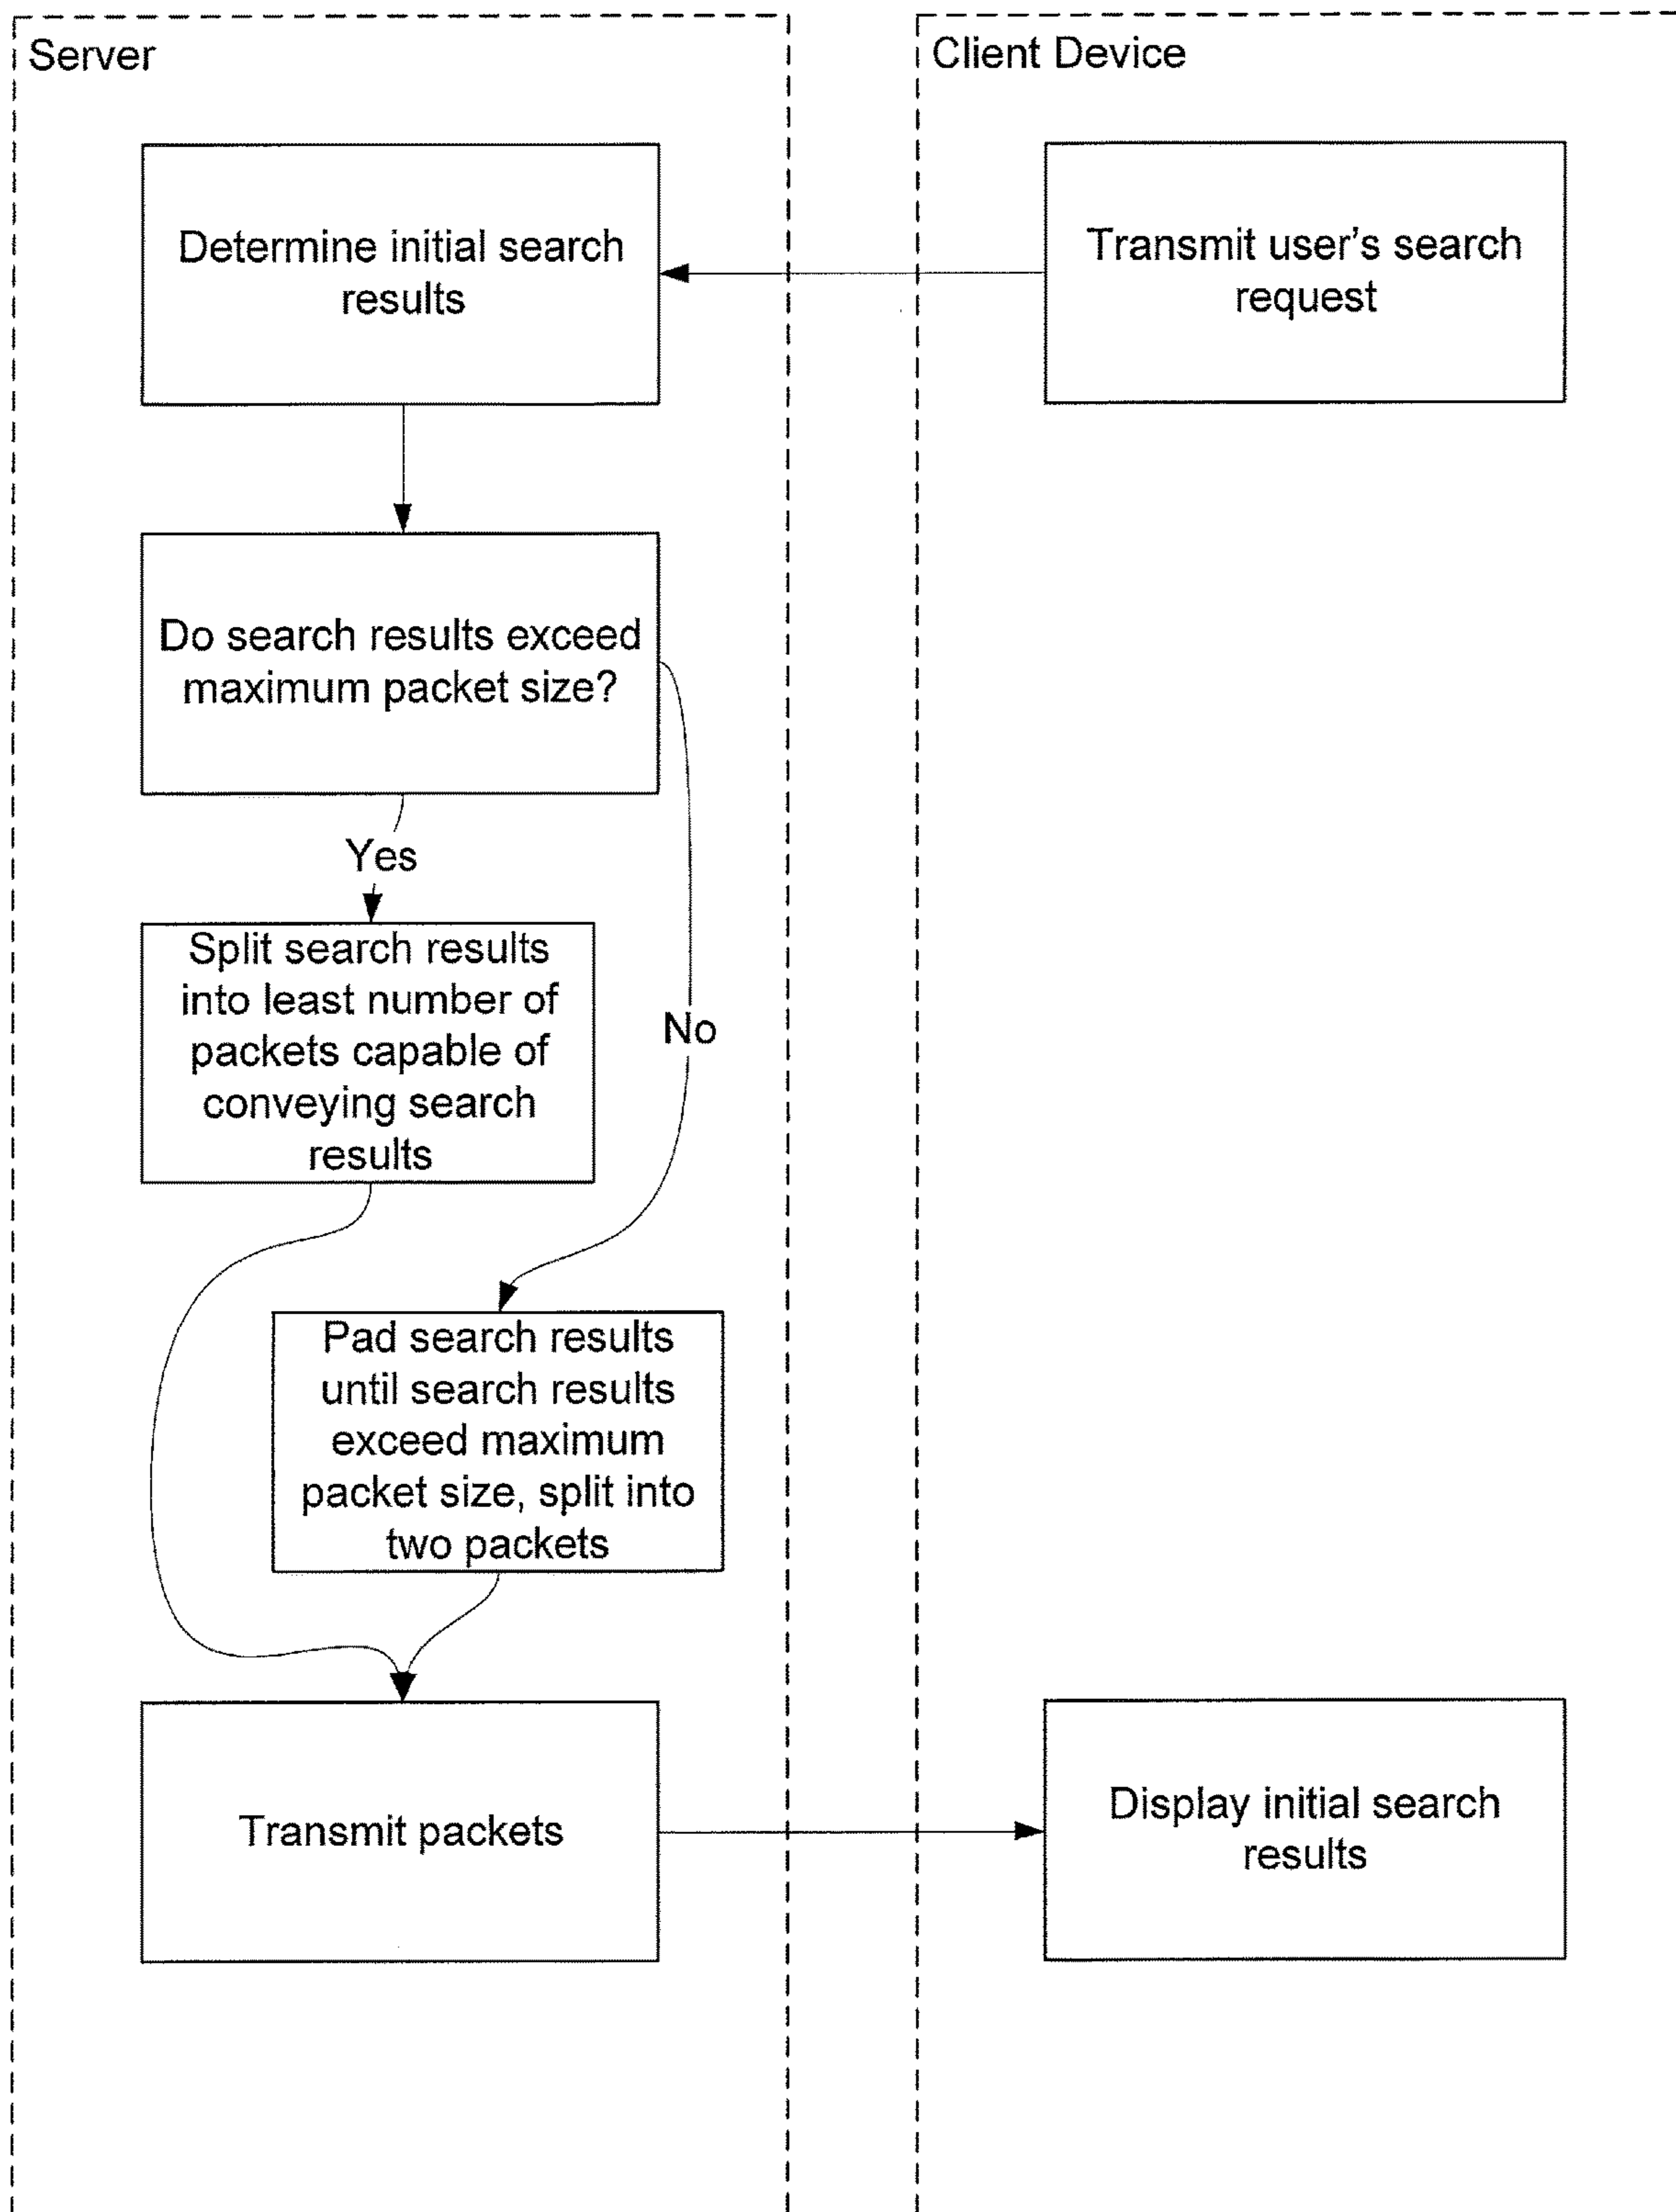 Server
Client Device
Determine initial search
results
Transmit user's search
request
Do search results exceed
maximum packet size?
Yes
Split search results
into least number of
packets capable of
conveying search
results
No
Pad search results
until search results
exceed maximum
packet size, split into
two packets
Transmit packets
Display initial search
results